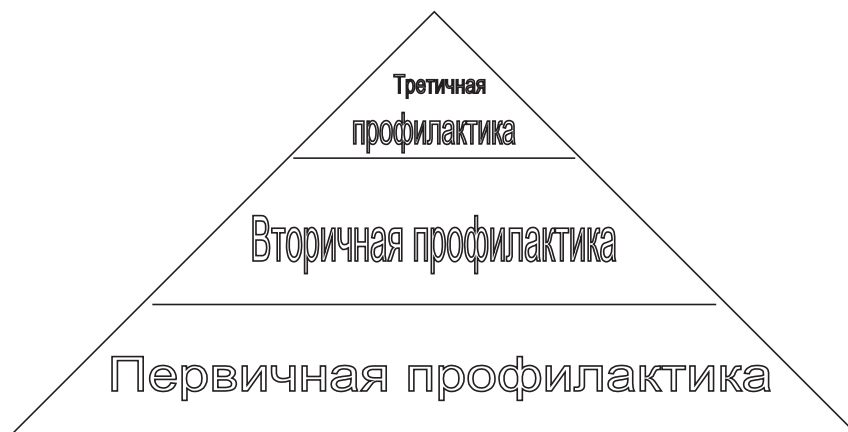 Третичная
профилактика
Вторичная профилактика
Первичная профилактика